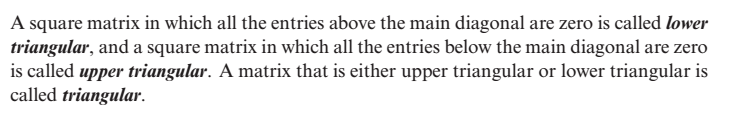 A square matrix in which all the entries above the main diagonal are zero is called lower
triangular, and a square matrix in which all the entries below the main diagonal are zero
is called upper triangular. A matrix that is either upper triangular or lower triangular is
called triangular.